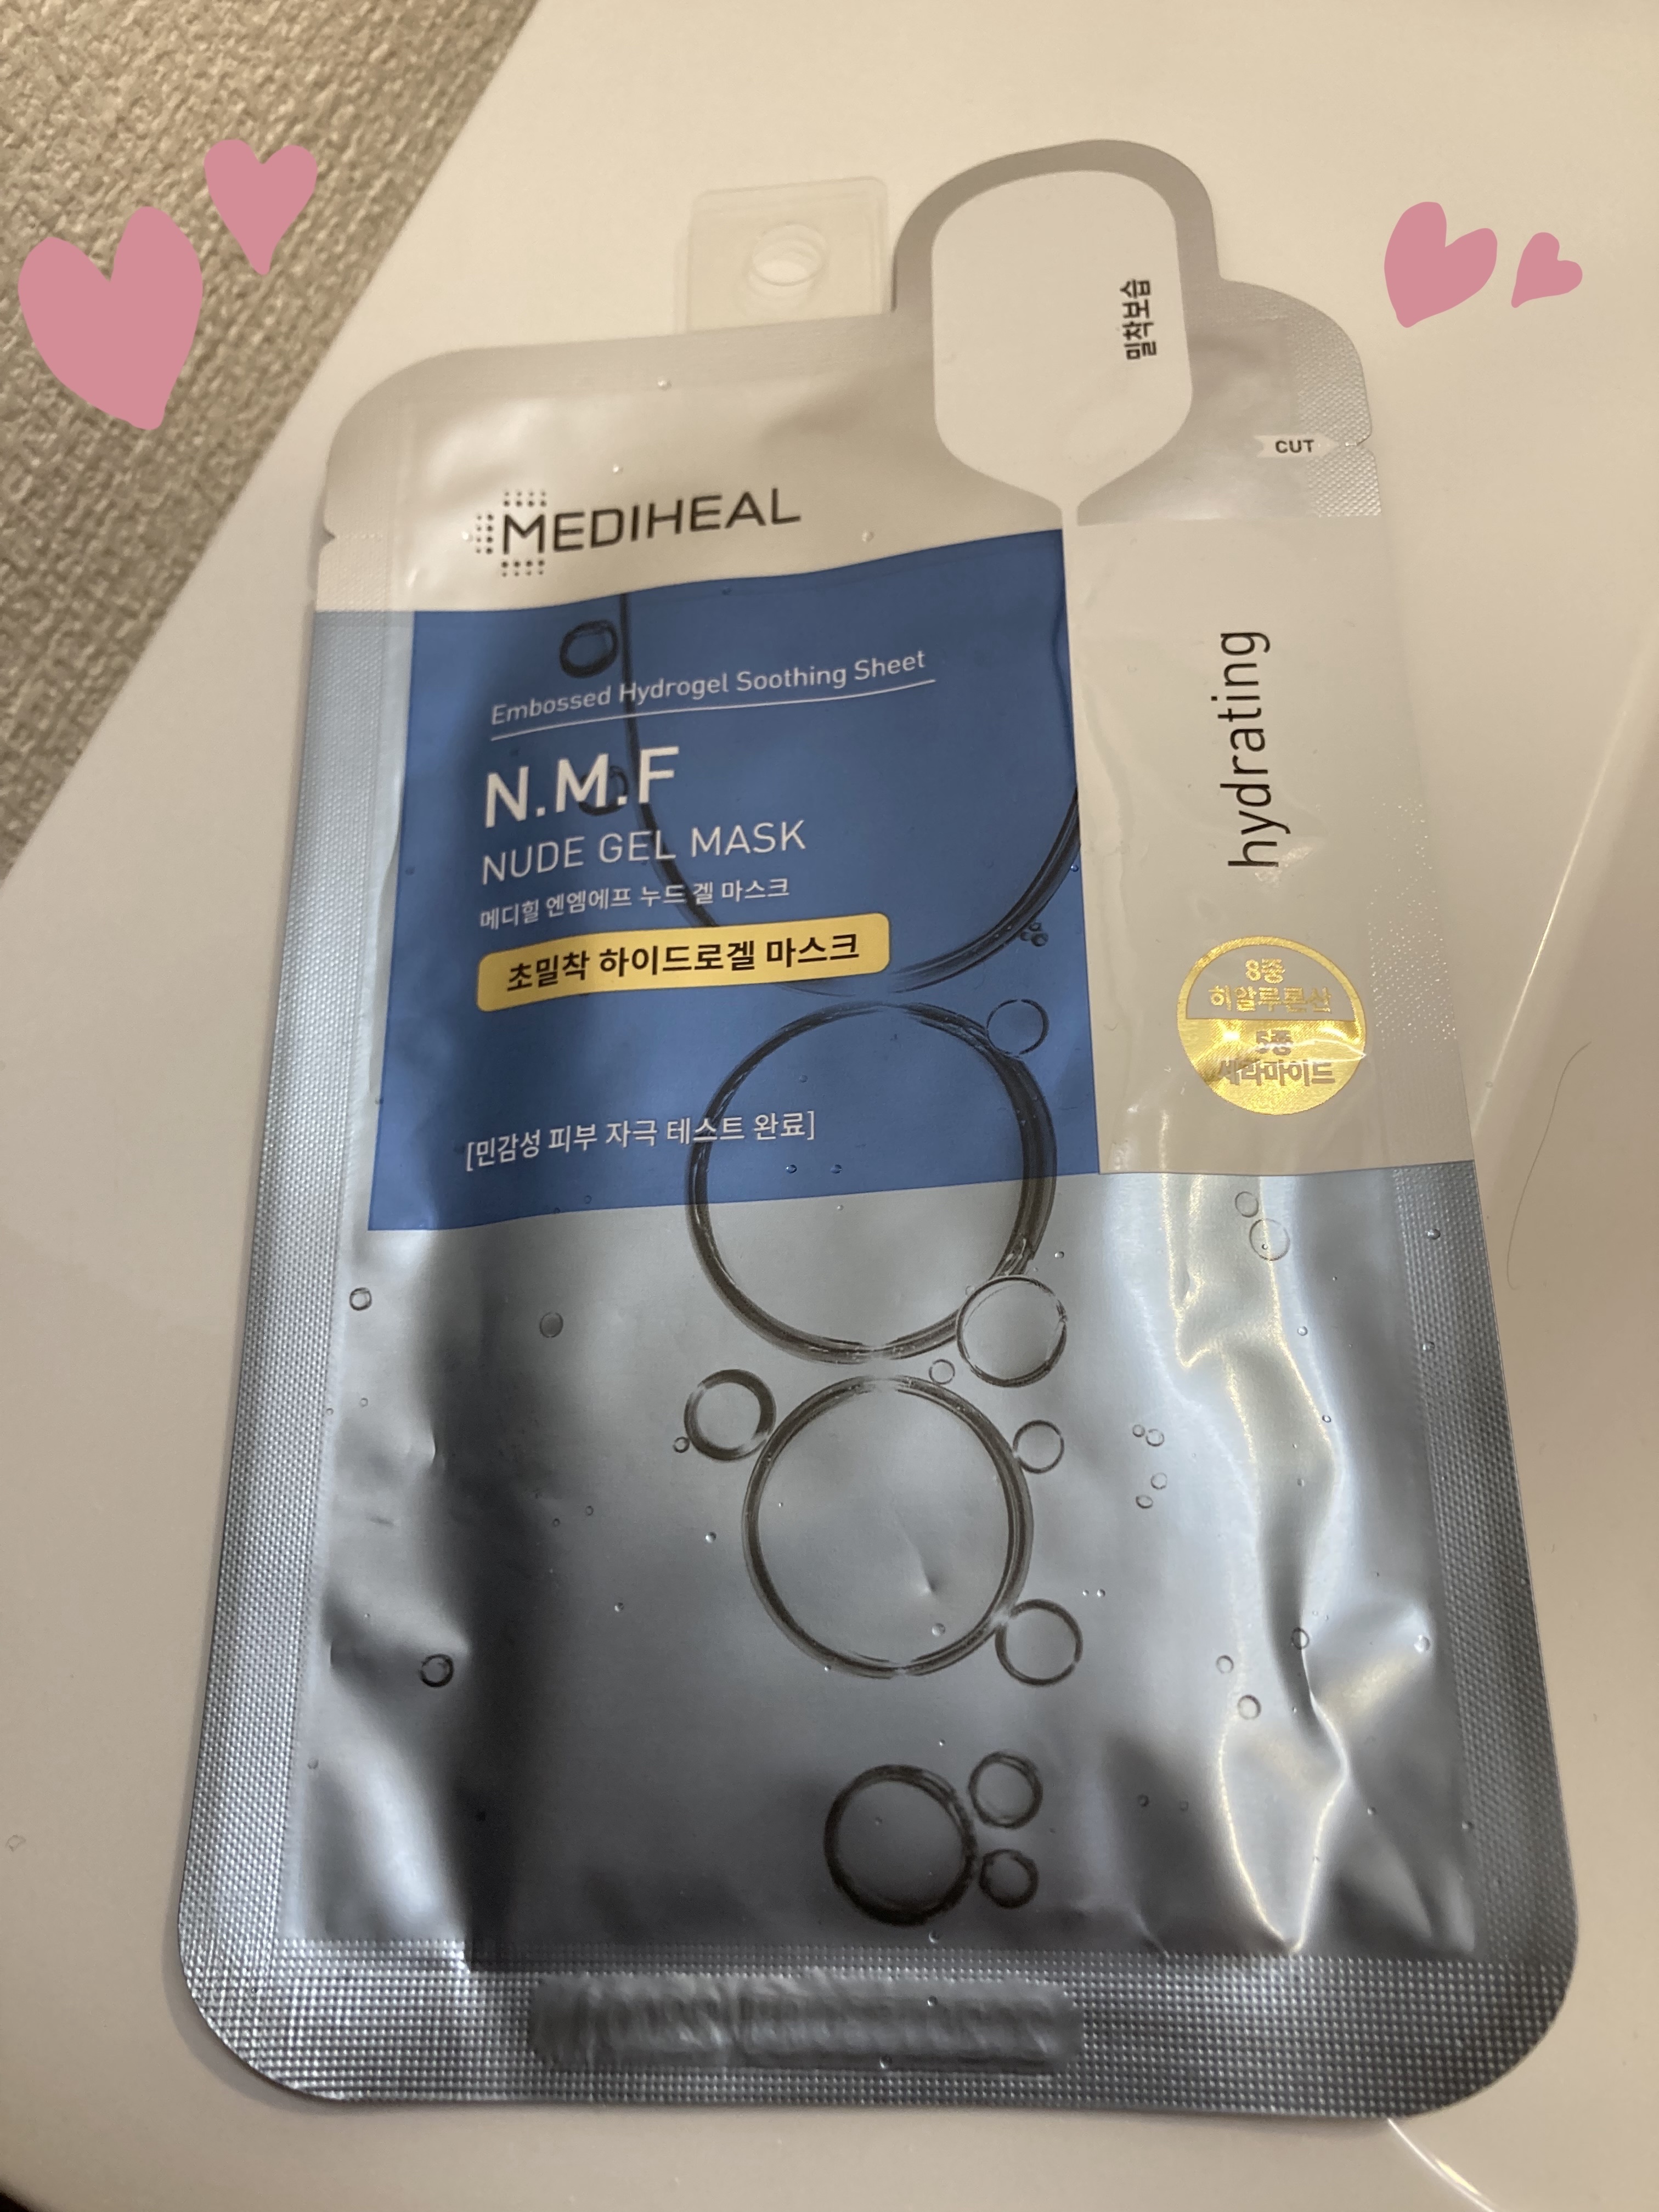 밀착보습
CUT
MEDIHEAL
Embossed Hydrogel Soothing Sheet
N.M.F
NUDE GEL MASK
메디힐 엔엠에프 누드 겔 마스크
초밀착 하이드로겔 마스크
[민감성 피부 자극 테스트 완료]
hydrating
8종
히알루론산
5종
세라마이드